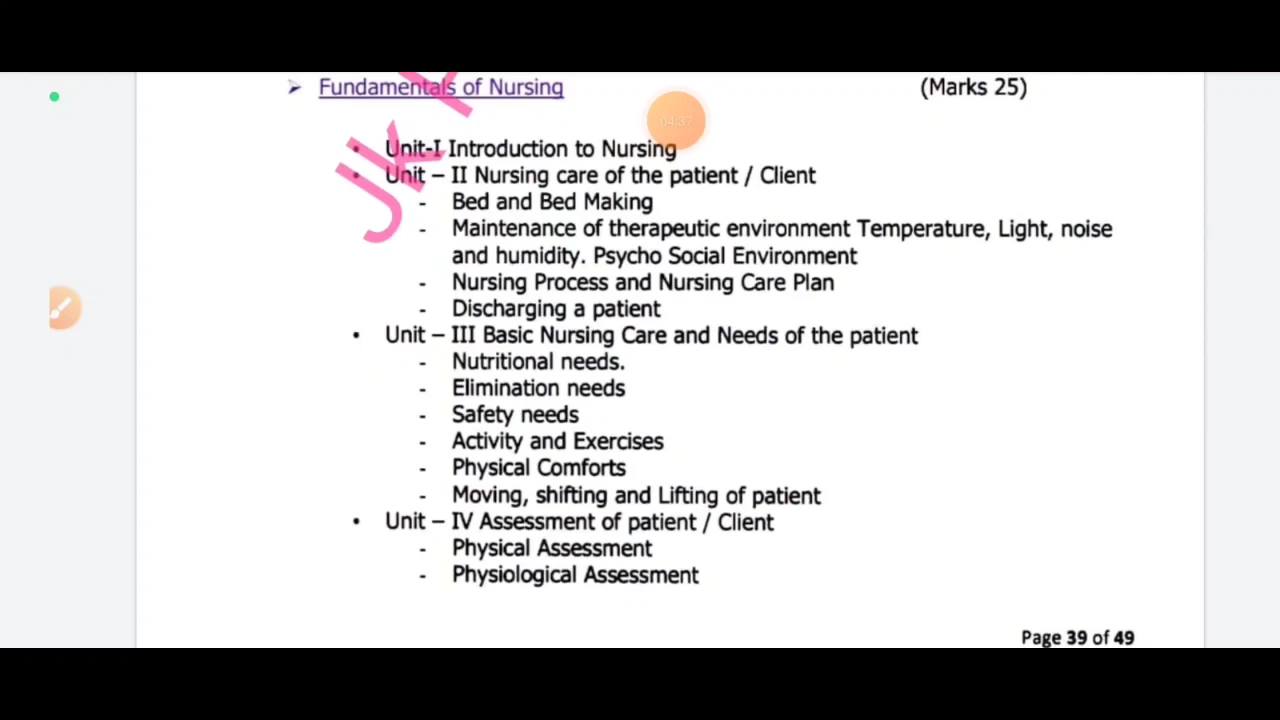 ➢ Fundamentals of Nursing (Marks 25)
04:37
• Unit-I Introduction to Nursing
• Unit – II Nursing care of the patient / Client
- Bed and Bed Making
- Maintenance of therapeutic environment Temperature, Light, noise
and humidity. Psycho Social Environment
- Nursing Process and Nursing Care Plan
- Discharging a patient
• Unit – III Basic Nursing Care and Needs of the patient
- Nutritional needs.
- Elimination needs
- Safety needs
- Activity and Exercises
- Physical Comforts
- Moving, shifting and Lifting of patient
• Unit – IV Assessment of patient / Client
- Physical Assessment
- Physiological Assessment
Page 39 of 49
Jk